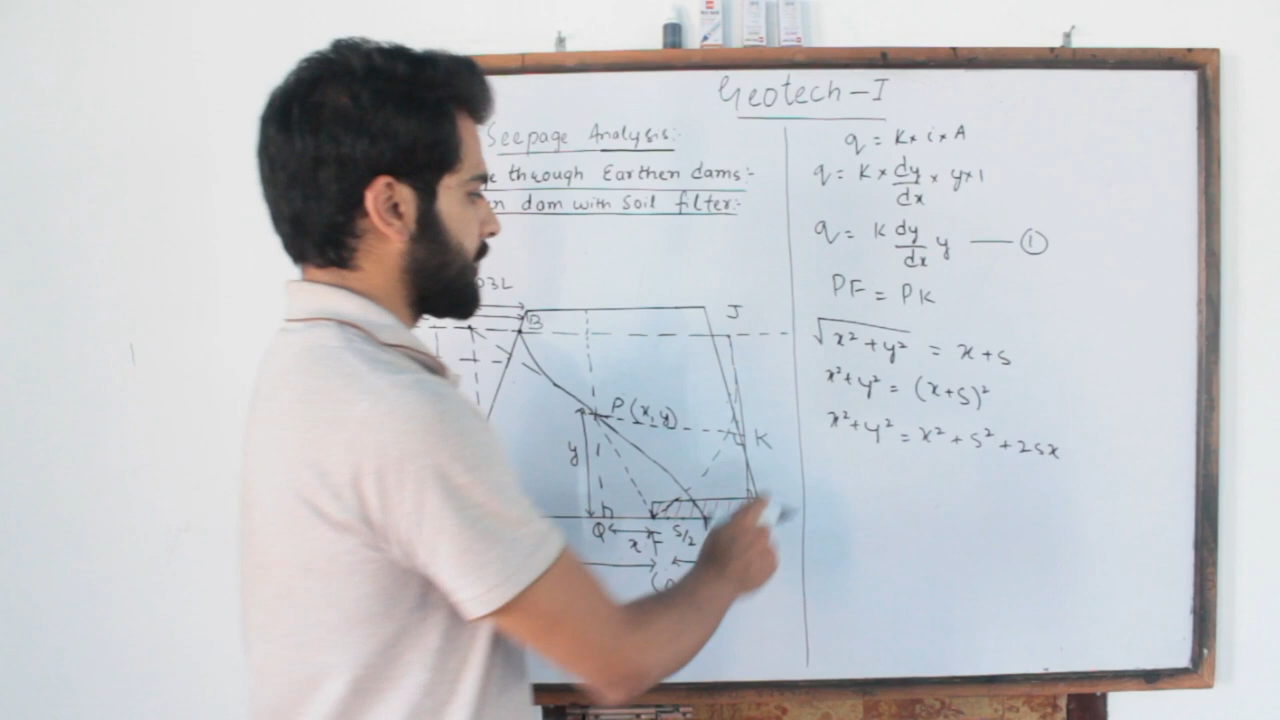 Geotech-I
Seepage Analysis:-
through Earthen dams:-
dam with Soil filter:-
B
J
P(x,y)
K
y
Q
x
F
S/2
q = K × i × A
q = K × dy/dx × y × 1
q = K dy/dx y —— ①
PF = PK
√x²+y² = x+s
x²+y² = (x+s)²
x²+y² = x²+s²+2sx